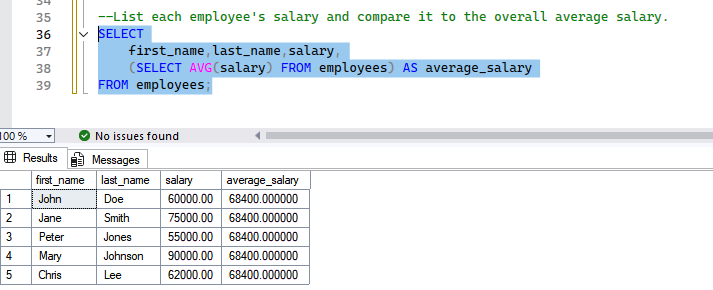 35
--List each employee's salary and compare it to the overall average salary.
36 SELECT
37 first_name,last_name,salary,
38 (SELECT AVG(salary) FROM employees) AS average_salary
39 FROM employees;
100 % No issues found
Results Messages
first_name last_name salary average_salary
1 John Doe 60000.00 68400.000000
2 Jane Smith 75000.00 68400.000000
3 Peter Jones 55000.00 68400.000000
4 Mary Johnson 90000.00 68400.000000
5 Chris Lee 62000.00 68400.000000